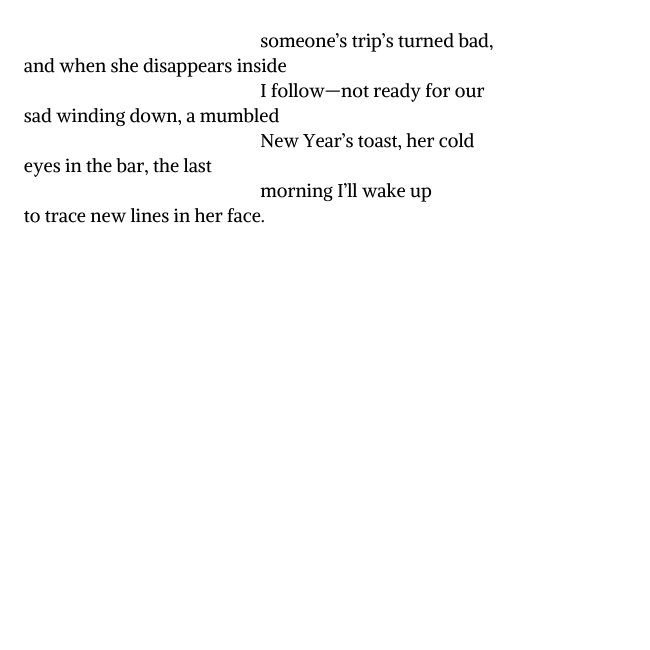 someone’s trip’s turned bad,
and when she disappears inside
I follow—not ready for our
sad winding down, a mumbled
New Year’s toast, her cold
eyes in the bar, the last
morning I’ll wake up
to trace new lines in her face.